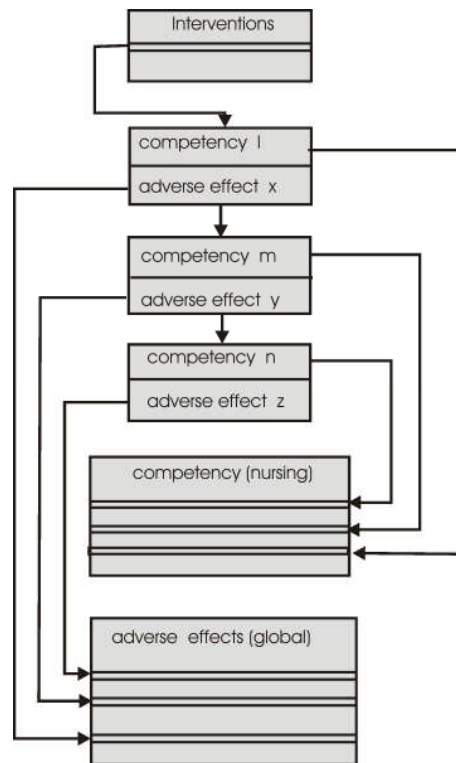 Interventions
competency l
adverse effect x
competency m
adverse effect y
competency n
adverse effect z
competency (nursing)
adverse effects (global)